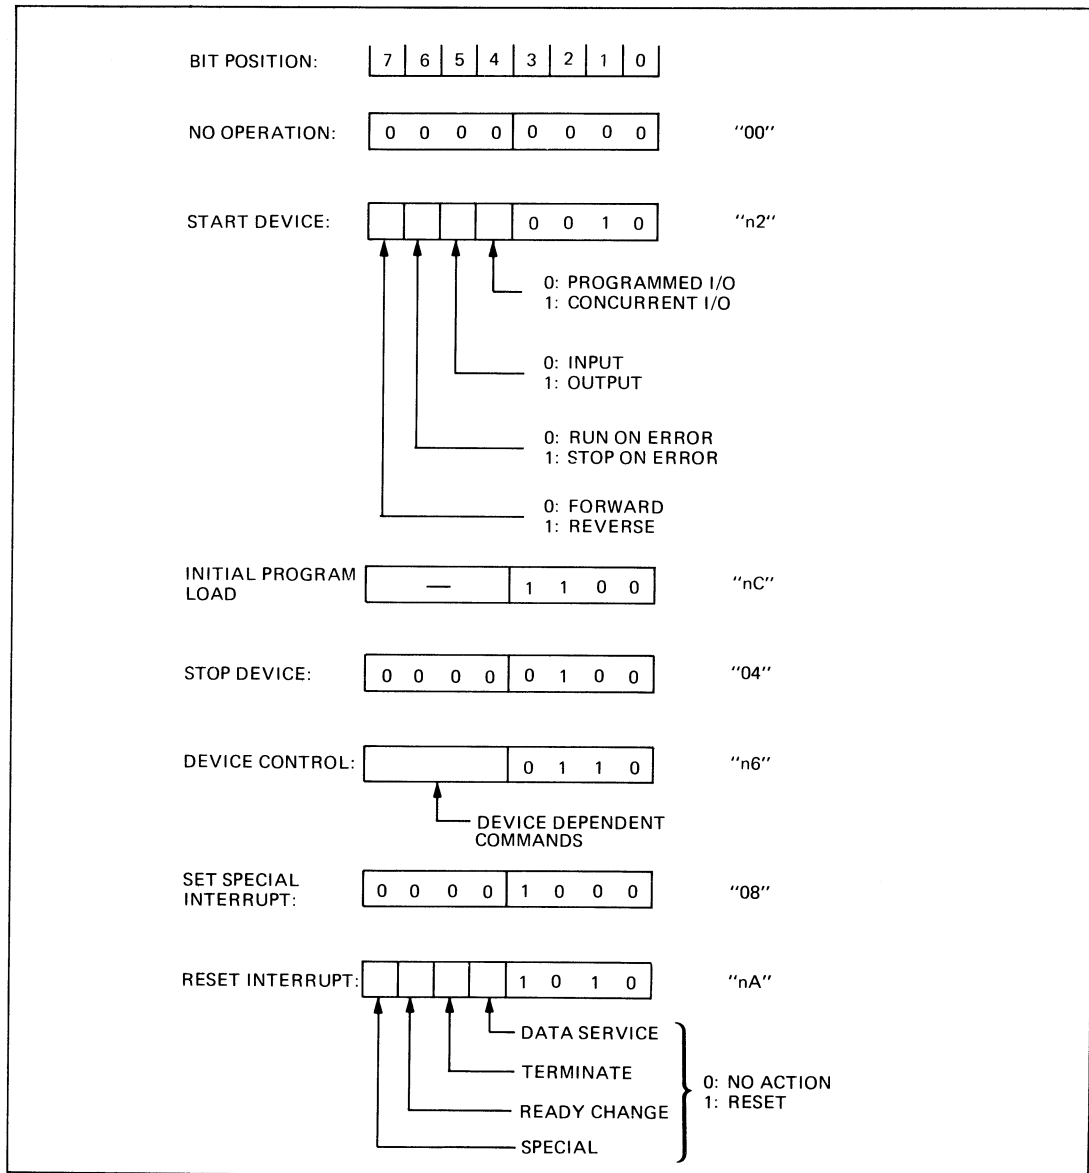 BIT POSITION: 7 6 5 4 3 2 1 0
NO OPERATION: 0 0 0 0 0 0 0 0 "00"
START DEVICE: 0 0 1 0 "n2"
0: PROGRAMMED I/O
1: CONCURRENT I/O
0: INPUT
1: OUTPUT
0: RUN ON ERROR
1: STOP ON ERROR
0: FORWARD
1: REVERSE
INITIAL PROGRAM
LOAD — 1 1 0 0 "nC"
STOP DEVICE: 0 0 0 0 0 1 0 0 "04"
DEVICE CONTROL: 0 1 1 0 "n6"
DEVICE DEPENDENT
COMMANDS
SET SPECIAL
INTERRUPT: 0 0 0 0 1 0 0 0 "08"
RESET INTERRUPT: 1 0 1 0 "nA"
DATA SERVICE
TERMINATE
READY CHANGE
SPECIAL
0: NO ACTION
1: RESET